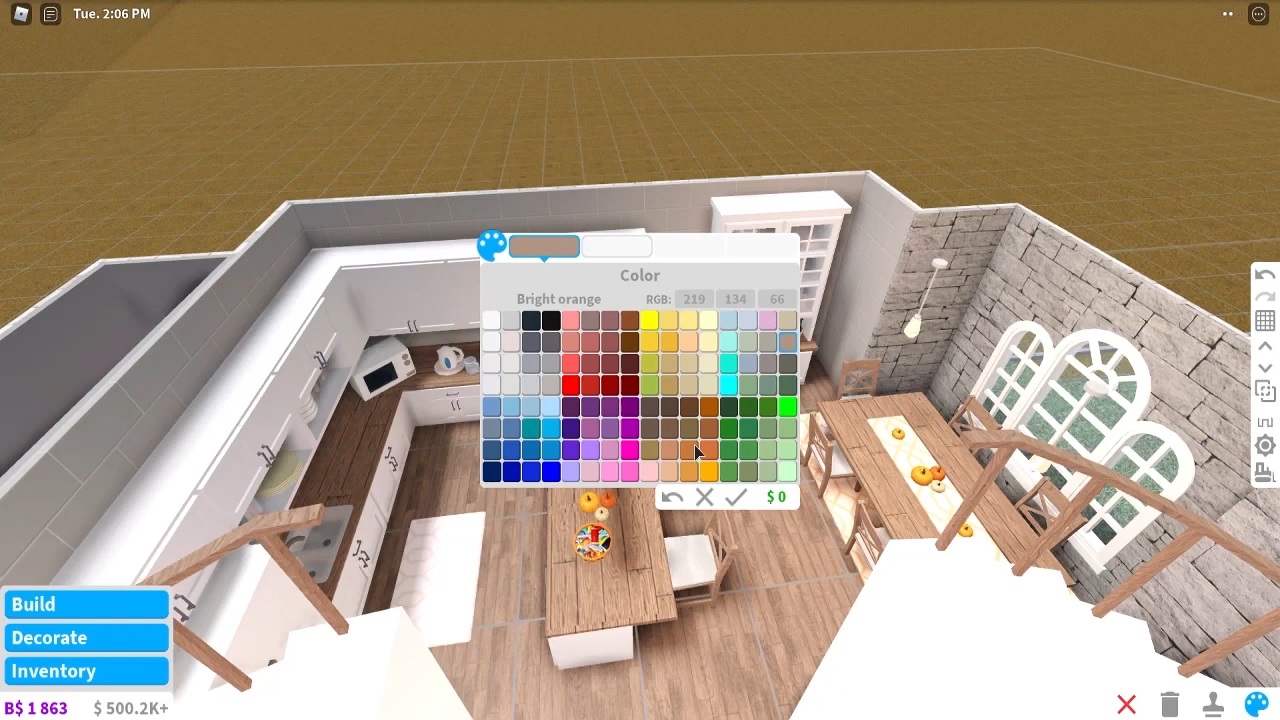 Tue. 2:06 PM
Color
Bright orange RGB: 219 134 66
$ 0
Build
Decorate
Inventory
B$ 1 863 $ 500.2K+